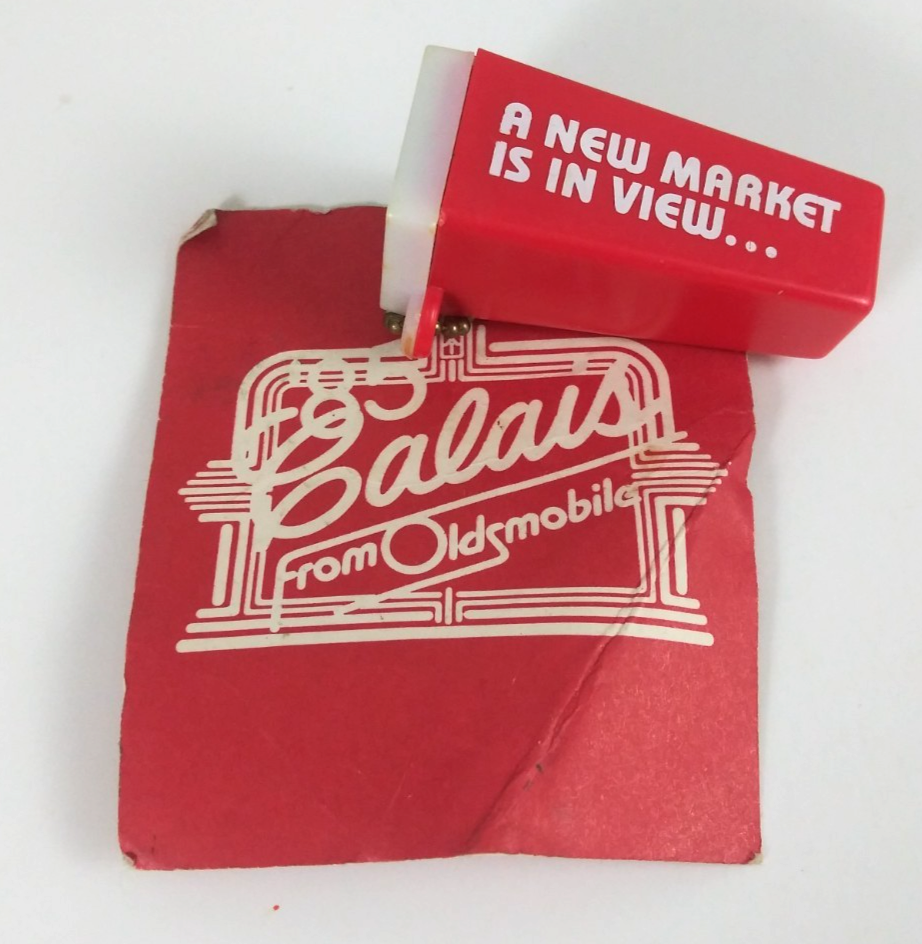 A NEW MARKET
IS IN VIEW...
'85
Calais
from Oldsmobile